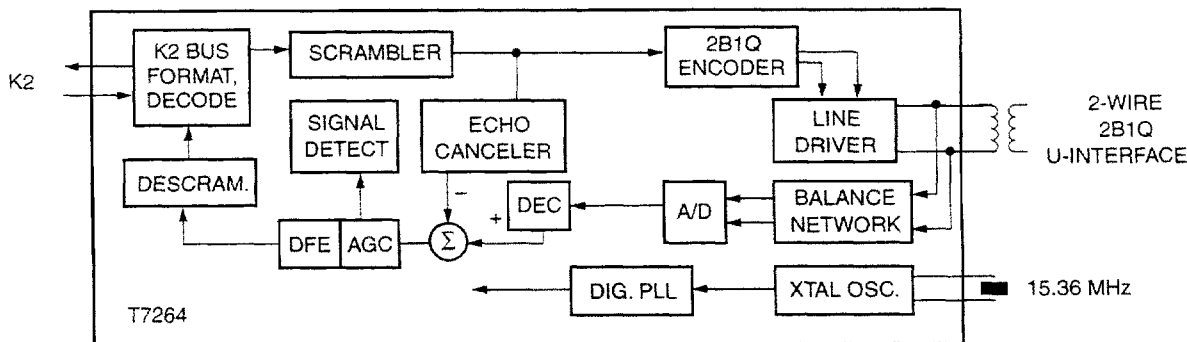 K2
K2 BUS
FORMAT,
DECODE
SCRAMBLER
2B1Q
ENCODER
SIGNAL
DETECT
ECHO
CANCELER
LINE
DRIVER
2-WIRE
2B1Q
U-INTERFACE
DESCRAM.
−
+
DEC
A/D
BALANCE
NETWORK
DFE
AGC
Σ
DIG. PLL
XTAL OSC.
15.36 MHz
T7264